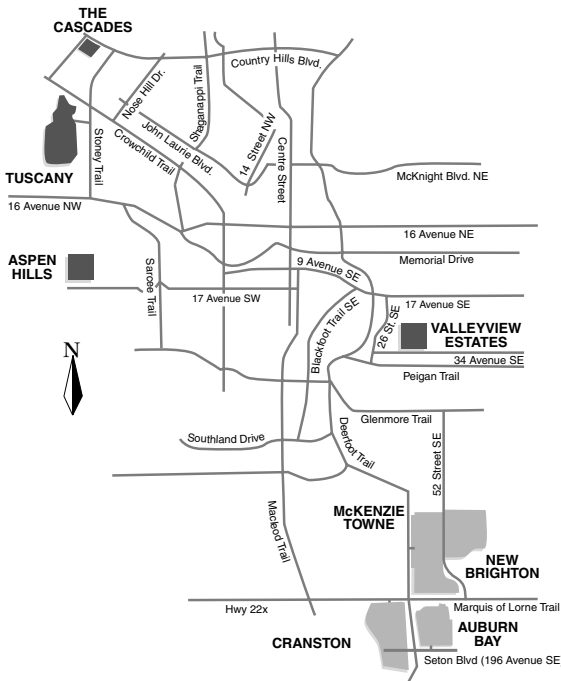 THE
CASCADES
Country Hills Blvd.
Nose Hill Dr.
Shaganappi Trail
14 Street NW
John Laurie Blvd.
Crowchild Trail
Stoney Trail
Centre Street
TUSCANY
McKnight Blvd. NE
16 Avenue NW
16 Avenue NE
Memorial Drive
9 Avenue SE
ASPEN
HILLS
Sarcee Trail
17 Avenue SW
17 Avenue SE
Blackfoot Trail SE
26 St. SE
VALLEYVIEW
ESTATES
34 Avenue SE
Peigan Trail
N
Glenmore Trail
Southland Drive
Deerfoot Trail
52 Street SE
Macleod Trail
McKENZIE
TOWNE
NEW
BRIGHTON
Hwy 22x
Marquis of Lorne Trail
CRANSTON
AUBURN
BAY
Seton Blvd (196 Avenue SE)